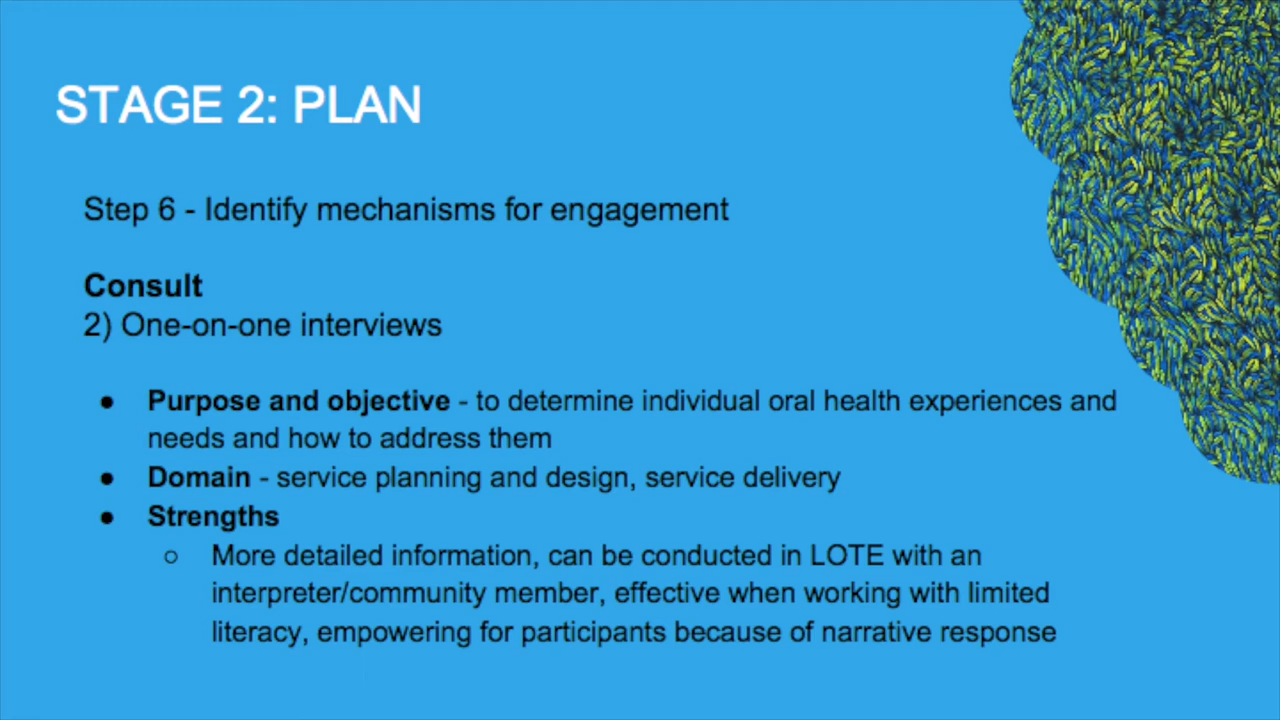 STAGE 2: PLAN
Step 6 - Identify mechanisms for engagement
Consult
2) One-on-one interviews
● Purpose and objective - to determine individual oral health experiences and
needs and how to address them
● Domain - service planning and design, service delivery
● Strengths
○ More detailed information, can be conducted in LOTE with an
interpreter/community member, effective when working with limited
literacy, empowering for participants because of narrative response